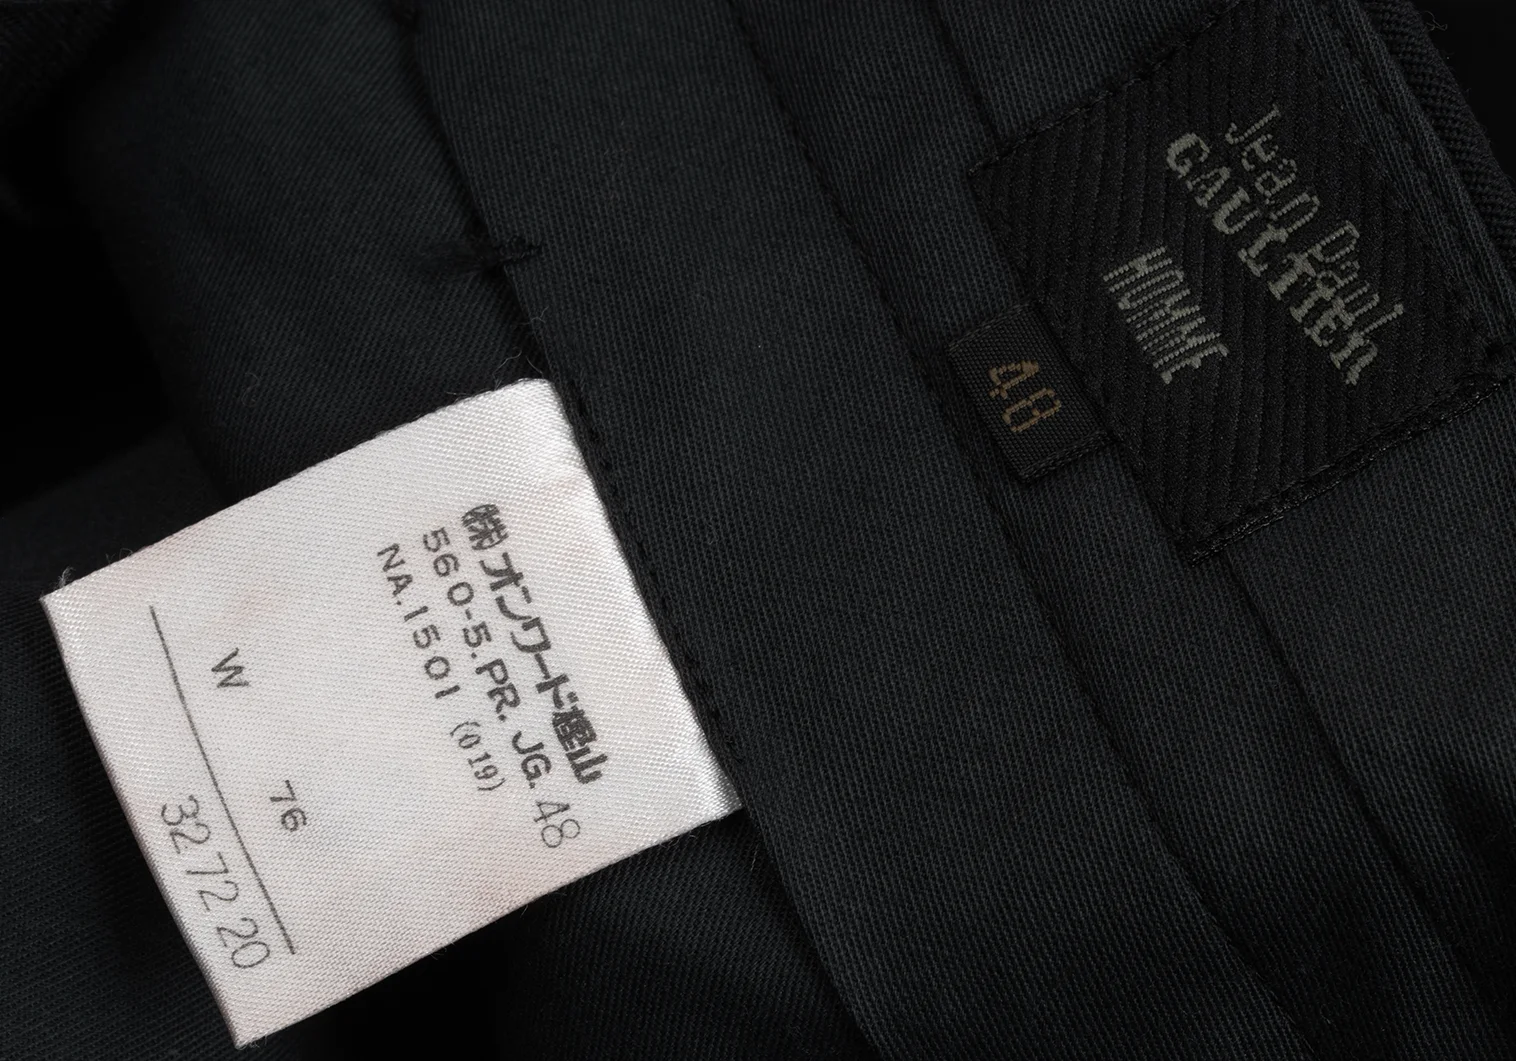 Jean Paul
GAULTIER
HOMME
48
㈱オンワード樫山
560-5.PR. JG. 48
NA.1501 (019)
W 76
327220